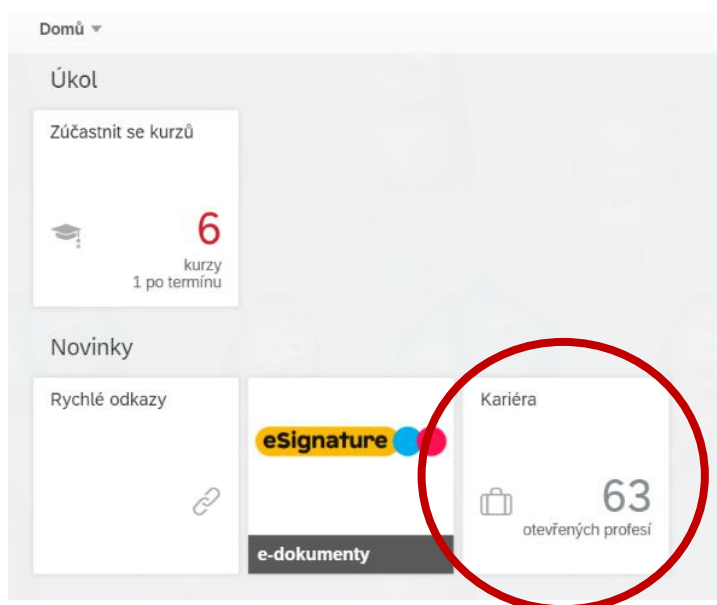 Domů
Úkol
Zúčastnit se kurzů
6
kurzy
1 po termínu
Novinky
Rychlé odkazy
eSignature
e-dokumenty
Kariéra
63
otevřených profesí